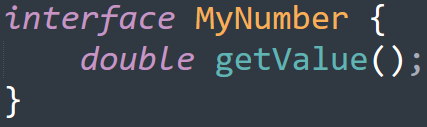 interface MyNumber {
    double getValue();
}